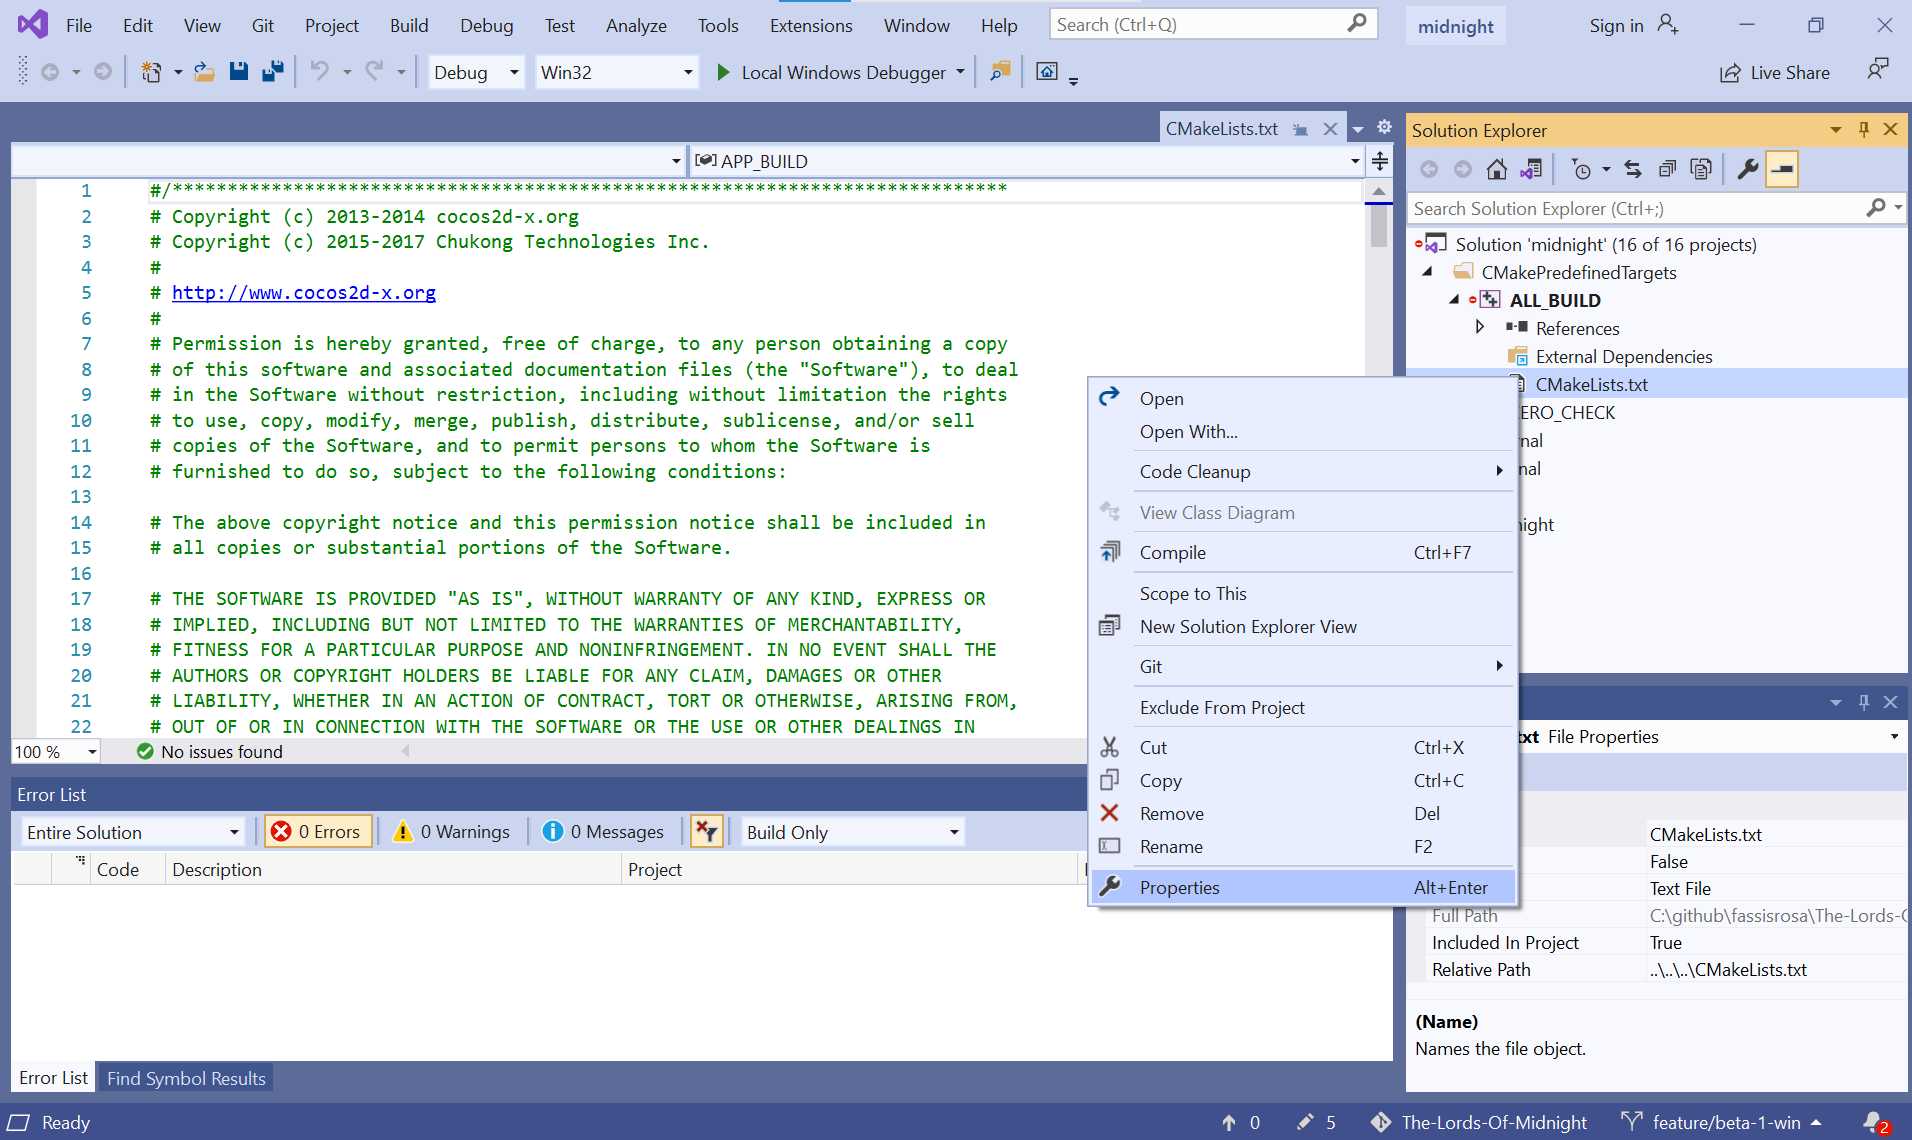 File Edit View Git Project Build Debug Test Analyze Tools Extensions Window Help Search (Ctrl+Q) midnight Sign in
Debug Win32 Local Windows Debugger Live Share
CMakeLists.txt
APP_BUILD
1 #/****************************************************************************
2 # Copyright (c) 2013-2014 cocos2d-x.org
3 # Copyright (c) 2015-2017 Chukong Technologies Inc.
4 #
5 # http://www.cocos2d-x.org
6 #
7 # Permission is hereby granted, free of charge, to any person obtaining a copy
8 # of this software and associated documentation files (the "Software"), to deal
9 # in the Software without restriction, including without limitation the rights
10 # to use, copy, modify, merge, publish, distribute, sublicense, and/or sell
11 # copies of the Software, and to permit persons to whom the Software is
12 # furnished to do so, subject to the following conditions:
13
14 # The above copyright notice and this permission notice shall be included in
15 # all copies or substantial portions of the Software.
16
17 # THE SOFTWARE IS PROVIDED "AS IS", WITHOUT WARRANTY OF ANY KIND, EXPRESS OR
18 # IMPLIED, INCLUDING BUT NOT LIMITED TO THE WARRANTIES OF MERCHANTABILITY,
19 # FITNESS FOR A PARTICULAR PURPOSE AND NONINFRINGEMENT. IN NO EVENT SHALL THE
20 # AUTHORS OR COPYRIGHT HOLDERS BE LIABLE FOR ANY CLAIM, DAMAGES OR OTHER
21 # LIABILITY, WHETHER IN AN ACTION OF CONTRACT, TORT OR OTHERWISE, ARISING FROM,
22 # OUT OF OR IN CONNECTION WITH THE SOFTWARE OR THE USE OR OTHER DEALINGS IN
100 % No issues found
Error List
Entire Solution 0 Errors 0 Warnings 0 Messages Build Only
Code Description Project
Error List Find Symbol Results
Open
Open With...
Code Cleanup
View Class Diagram
Compile Ctrl+F7
Scope to This
New Solution Explorer View
Git
Exclude From Project
Cut Ctrl+X
Copy Ctrl+C
Remove Del
Rename F2
Properties Alt+Enter
Solution Explorer
Search Solution Explorer (Ctrl+;)
Solution 'midnight' (16 of 16 projects)
CMakePredefinedTargets
ALL_BUILD
References
External Dependencies
CMakeLists.txt
ERO_CHECK
nal
nal
night
txt File Properties
CMakeLists.txt
False
Text File
Full Path C:\github\fassisrosa\The-Lords-
Included In Project True
Relative Path ..\..\..\CMakeLists.txt
(Name)
Names the file object.
Ready 0 5 The-Lords-Of-Midnight feature/beta-1-win 2